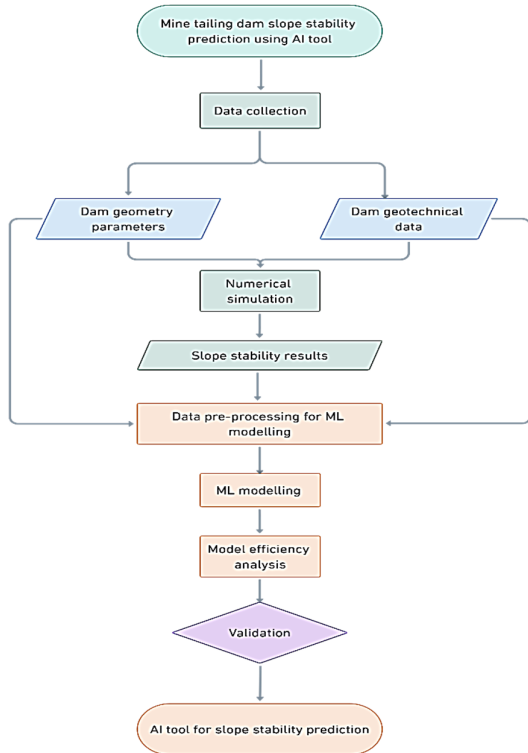 Mine tailing dam slope stability
prediction using AI tool
Data collection
Dam geometry
parameters
Dam geotechnical
data
Numerical
simulation
Slope stability results
Data pre-processing for ML
modelling
ML modelling
Model efficiency
analysis
Validation
AI tool for slope stability prediction